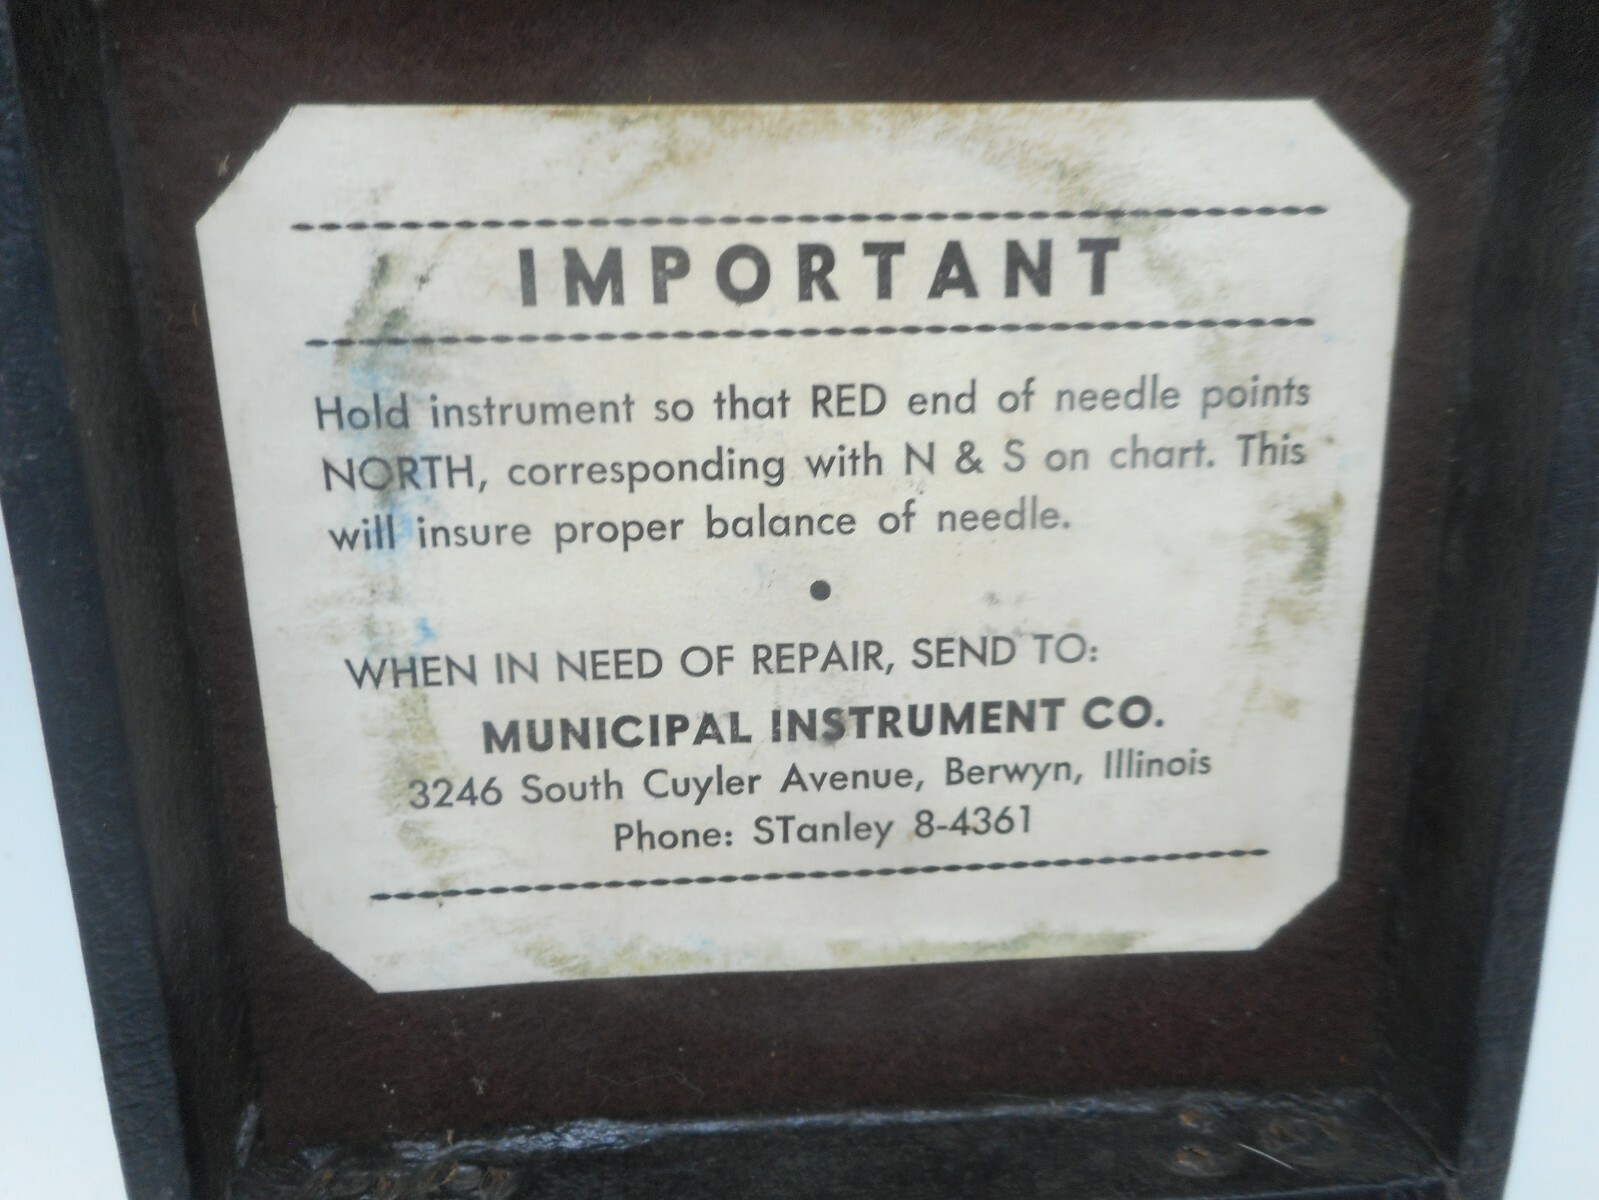 IMPORTANT
Hold instrument so that RED end of needle points
NORTH, corresponding with N & S on chart. This
will insure proper balance of needle.
WHEN IN NEED OF REPAIR, SEND TO:
MUNICIPAL INSTRUMENT CO.
3246 South Cuyler Avenue, Berwyn, Illinois
Phone: STanley 8-4361